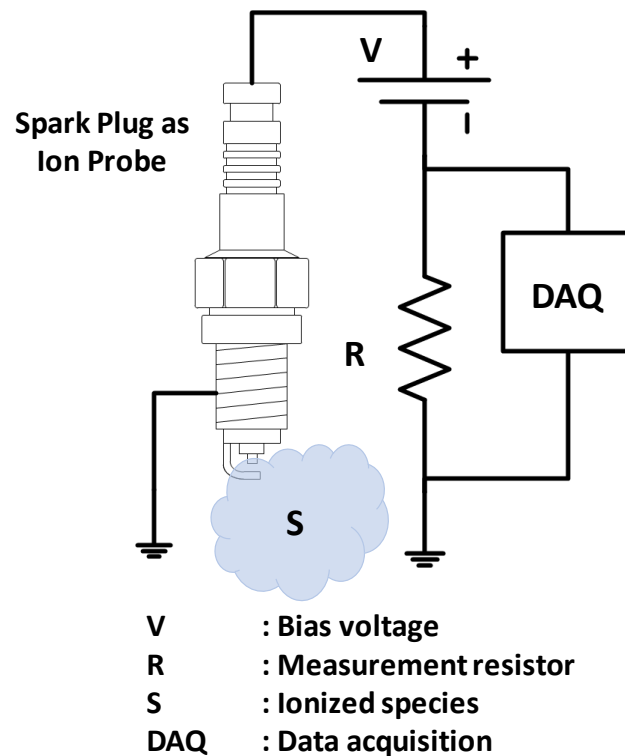 V
+
Spark Plug as
Ion Probe
–
DAQ
R
S
V : Bias voltage
R : Measurement resistor
S : Ionized species
DAQ : Data acquisition